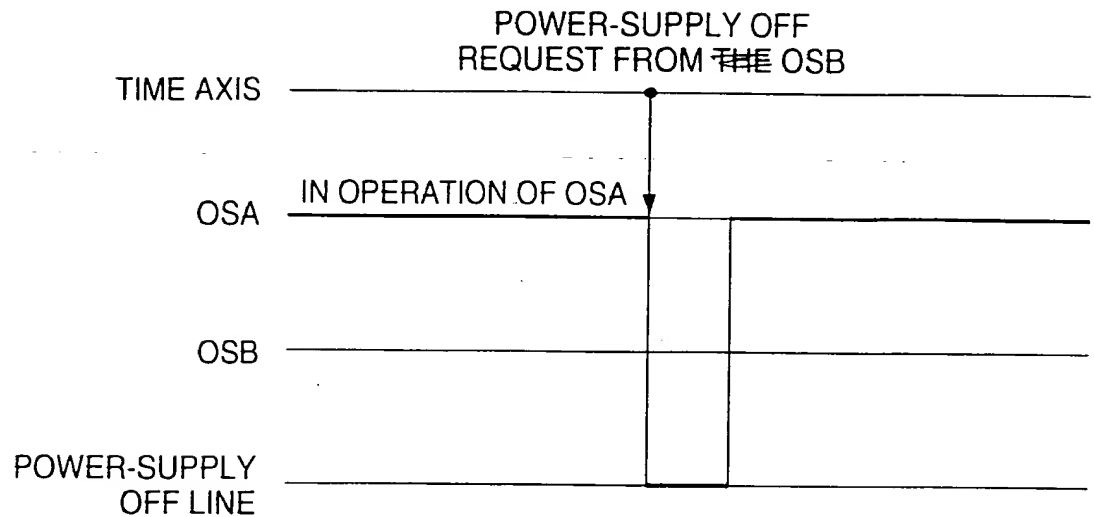 POWER-SUPPLY OFF
REQUEST FROM THE OSB
TIME AXIS
IN OPERATION OF OSA
OSA
OSB
POWER-SUPPLY
OFF LINE